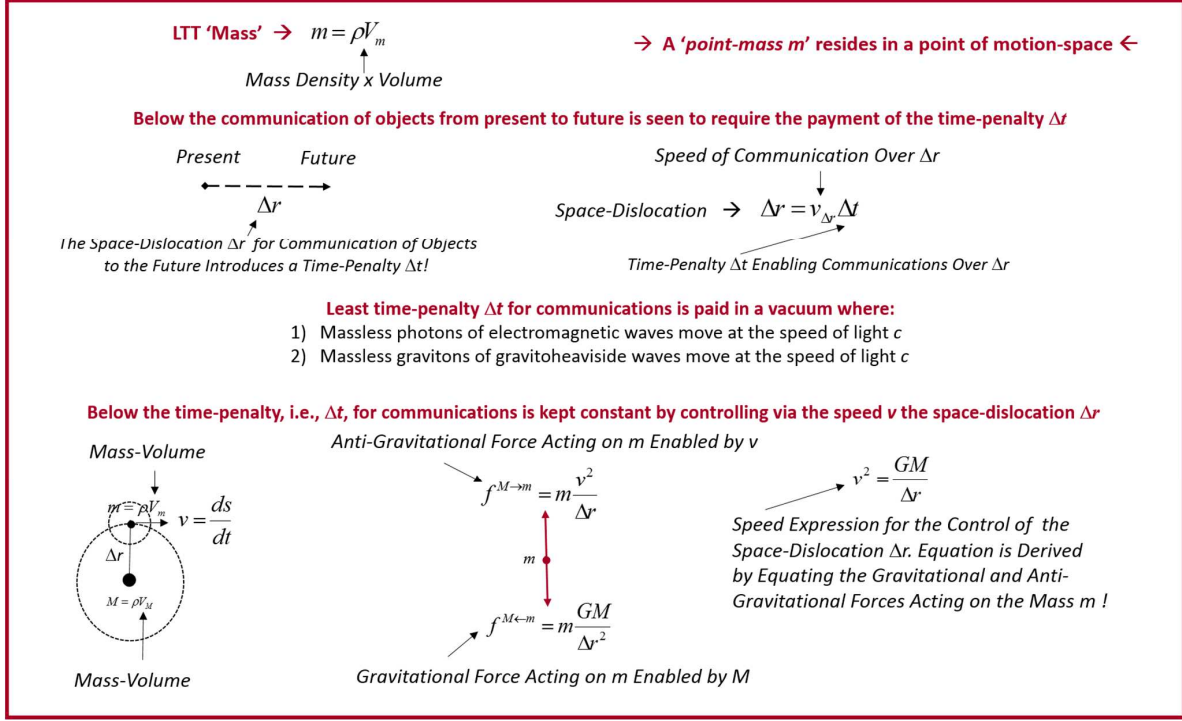 LTT ‘Mass’ → m = ρV_m
→ A ‘point-mass m’ resides in a point of motion-space ←
Mass Density x Volume
Below the communication of objects from present to future is seen to require the payment of the time-penalty Δt
Present Future
Δr
The Space-Dislocation Δr for Communication of Objects
to the Future Introduces a Time-Penalty Δt!
Speed of Communication Over Δr
Space-Dislocation → Δr = v_Δr Δt
Time-Penalty Δt Enabling Communications Over Δr
Least time-penalty Δt for communications is paid in a vacuum where:
1) Massless photons of electromagnetic waves move at the speed of light c
2) Massless gravitons of gravitoheaviside waves move at the speed of light c
Below the time-penalty, i.e., Δt, for communications is kept constant by controlling via the speed v the space-dislocation Δr
Mass-Volume
m = ρV_m
v = ds/dt
Δr
M = ρV_M
Mass-Volume
Anti-Gravitational Force Acting on m Enabled by v
f^{M→m} = m v²/Δr
m
f^{M←m} = m GM/Δr²
Gravitational Force Acting on m Enabled by M
v² = GM/Δr
Speed Expression for the Control of the
Space-Dislocation Δr. Equation is Derived
by Equating the Gravitational and Anti-
Gravitational Forces Acting on the Mass m !